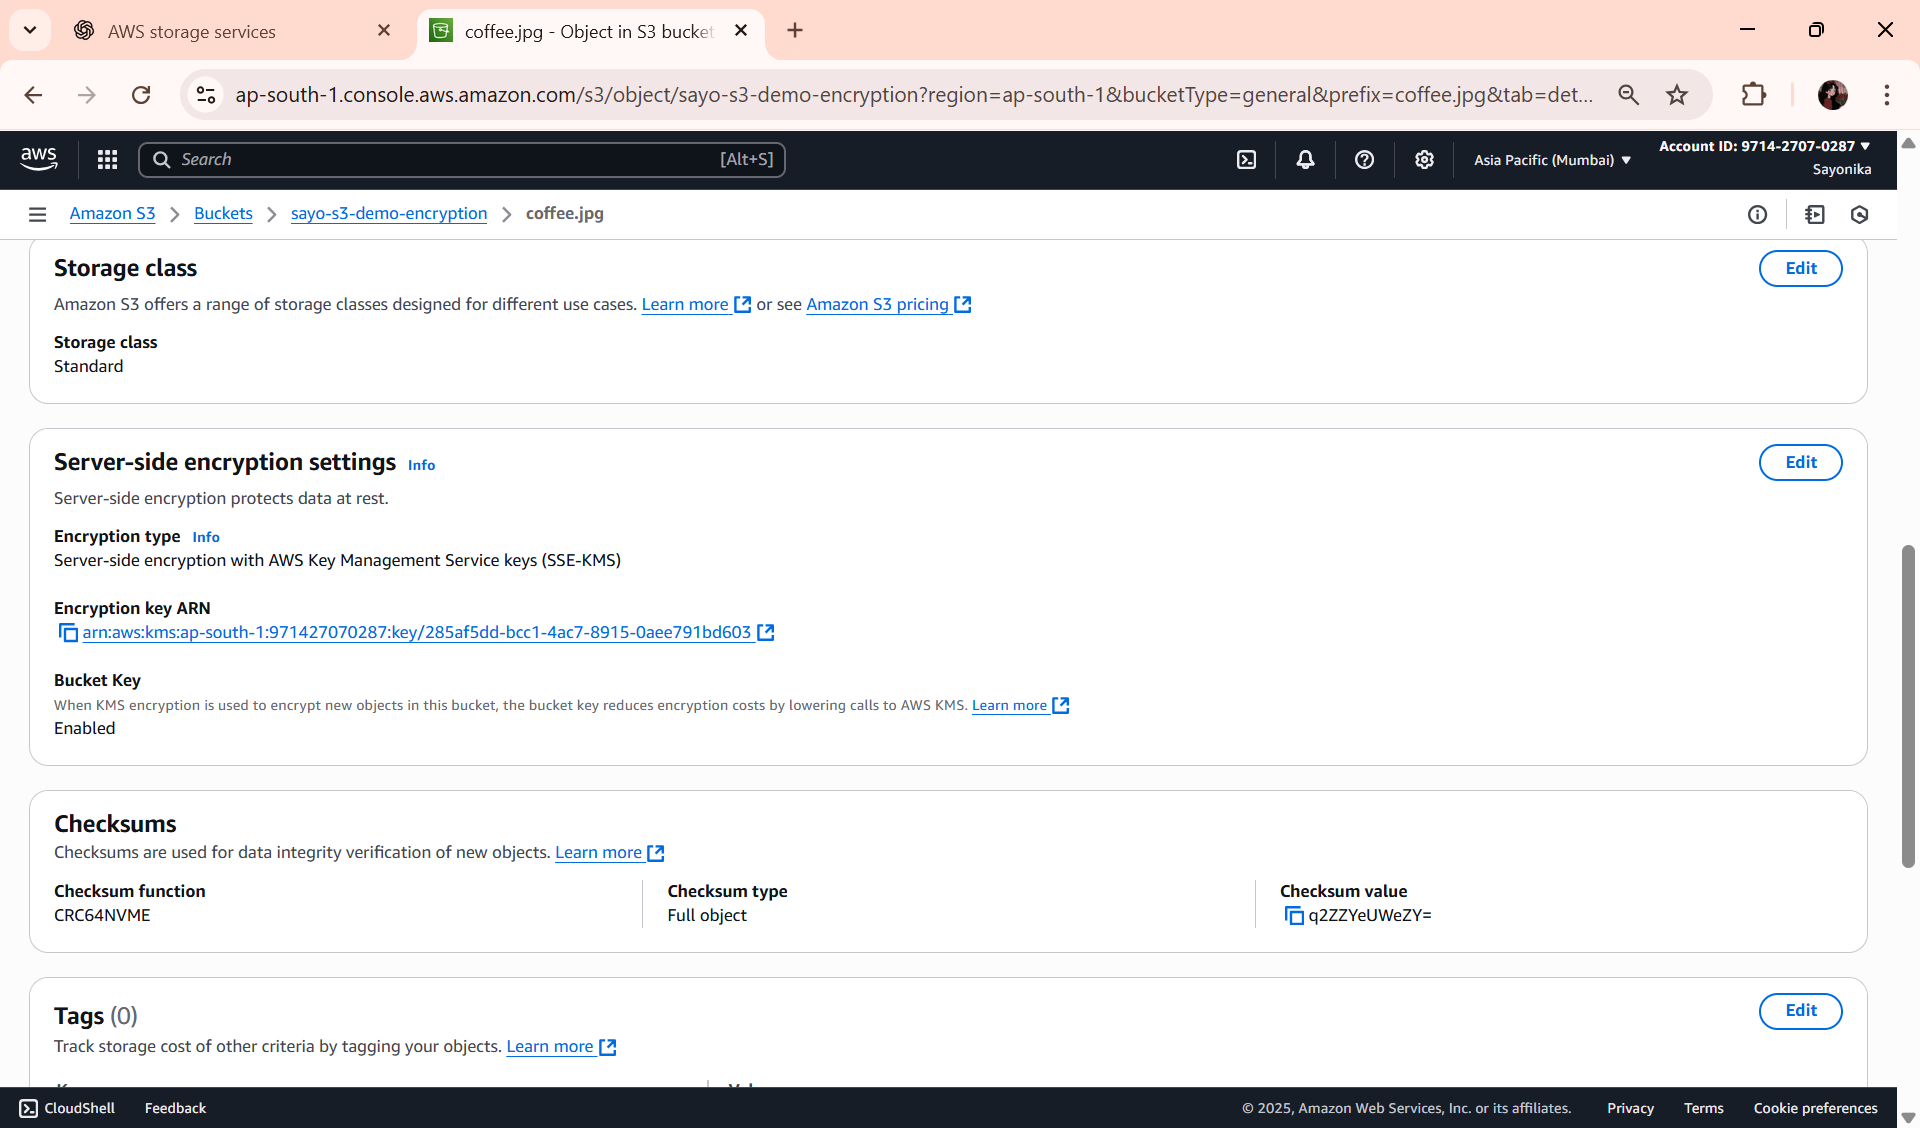 AWS storage services
coffee.jpg - Object in S3 bucket
ap-south-1.console.aws.amazon.com/s3/object/sayo-s3-demo-encryption?region=ap-south-1&bucketType=general&prefix=coffee.jpg&tab=det...
aws
Search
[Alt+S]
Asia Pacific (Mumbai)
Account ID: 9714-2707-0287
Sayonika
Amazon S3 > Buckets > sayo-s3-demo-encryption > coffee.jpg
Storage class
Edit
Amazon S3 offers a range of storage classes designed for different use cases. Learn more or see Amazon S3 pricing
Storage class
Standard
Server-side encryption settings Info
Edit
Server-side encryption protects data at rest.
Encryption type Info
Server-side encryption with AWS Key Management Service keys (SSE-KMS)
Encryption key ARN
arn:aws:kms:ap-south-1:971427070287:key/285af5dd-bcc1-4ac7-8915-0aee791bd603
Bucket Key
When KMS encryption is used to encrypt new objects in this bucket, the bucket key reduces encryption costs by lowering calls to AWS KMS. Learn more
Enabled
Checksums
Checksums are used for data integrity verification of new objects. Learn more
Checksum function
CRC64NVME
Checksum type
Full object
Checksum value
q2ZZYeUWeZY=
Tags (0)
Edit
Track storage cost of other criteria by tagging your objects. Learn more
CloudShell
Feedback
© 2025, Amazon Web Services, Inc. or its affiliates.
Privacy
Terms
Cookie preferences